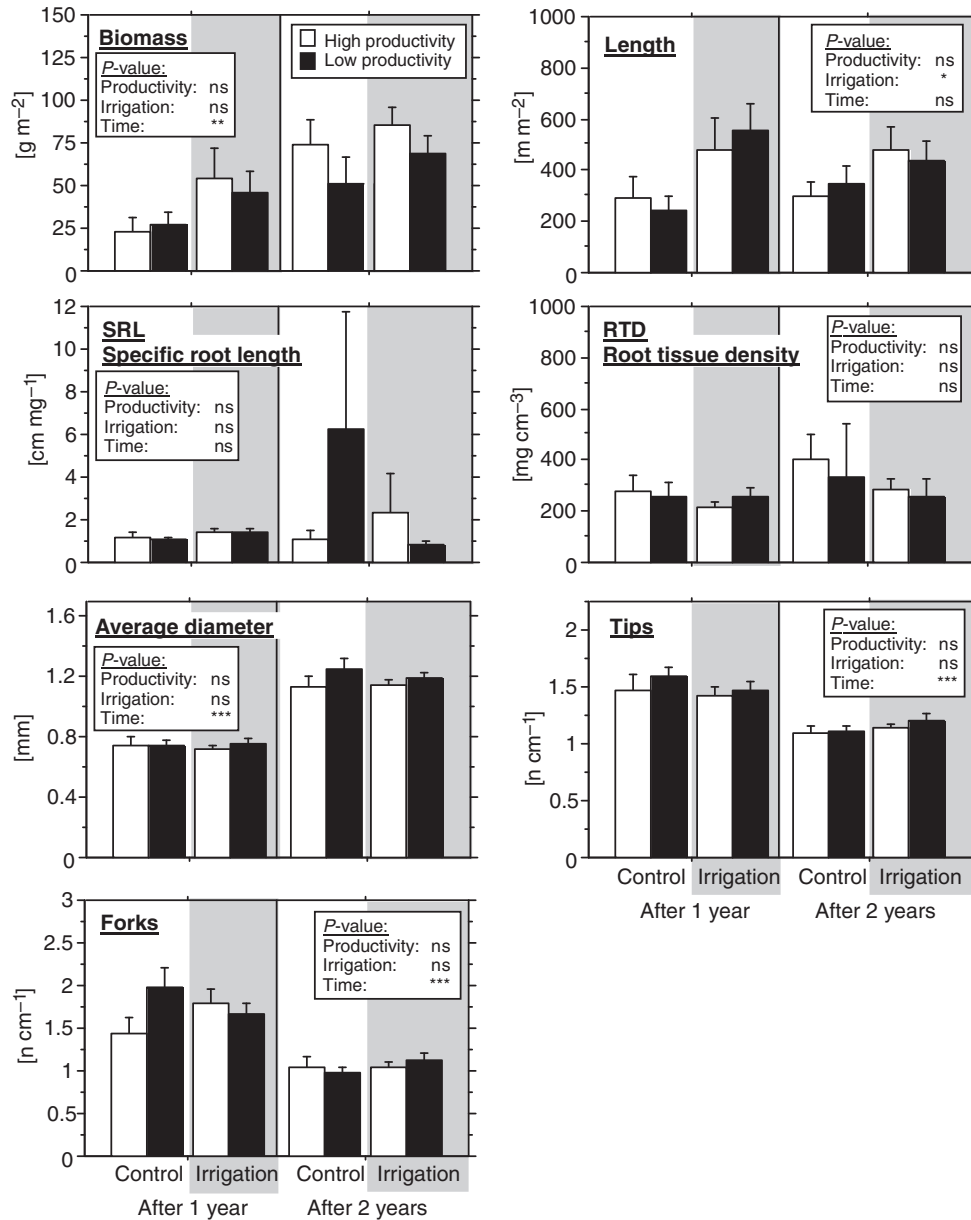 Biomass
High productivity
Low productivity
P-value:
Productivity: ns
Irrigation: ns
Time: **
[g m−2]
150
125
100
75
50
25
0
Length
P-value:
Productivity: ns
Irrigation: *
Time: ns
[m m−2]
1000
800
600
400
200
0
SRL
Specific root length
P-value:
Productivity: ns
Irrigation: ns
Time: ns
[cm mg−1]
12
10
8
6
4
2
0
RTD
Root tissue density
P-value:
Productivity: ns
Irrigation: ns
Time: ns
[mg cm−3]
1000
800
600
400
200
0
Average diameter
P-value:
Productivity: ns
Irrigation: ns
Time: ***
[mm]
1.6
1.2
0.8
0.4
0
Tips
P-value:
Productivity: ns
Irrigation: ns
Time: ***
[n cm−1]
2
1.5
1
0.5
0
Control Irrigation Control Irrigation
After 1 year After 2 years
Forks
P-value:
Productivity: ns
Irrigation: ns
Time: ***
[n cm−1]
3
2.5
2
1.5
1
0.5
0
Control Irrigation Control Irrigation
After 1 year After 2 years